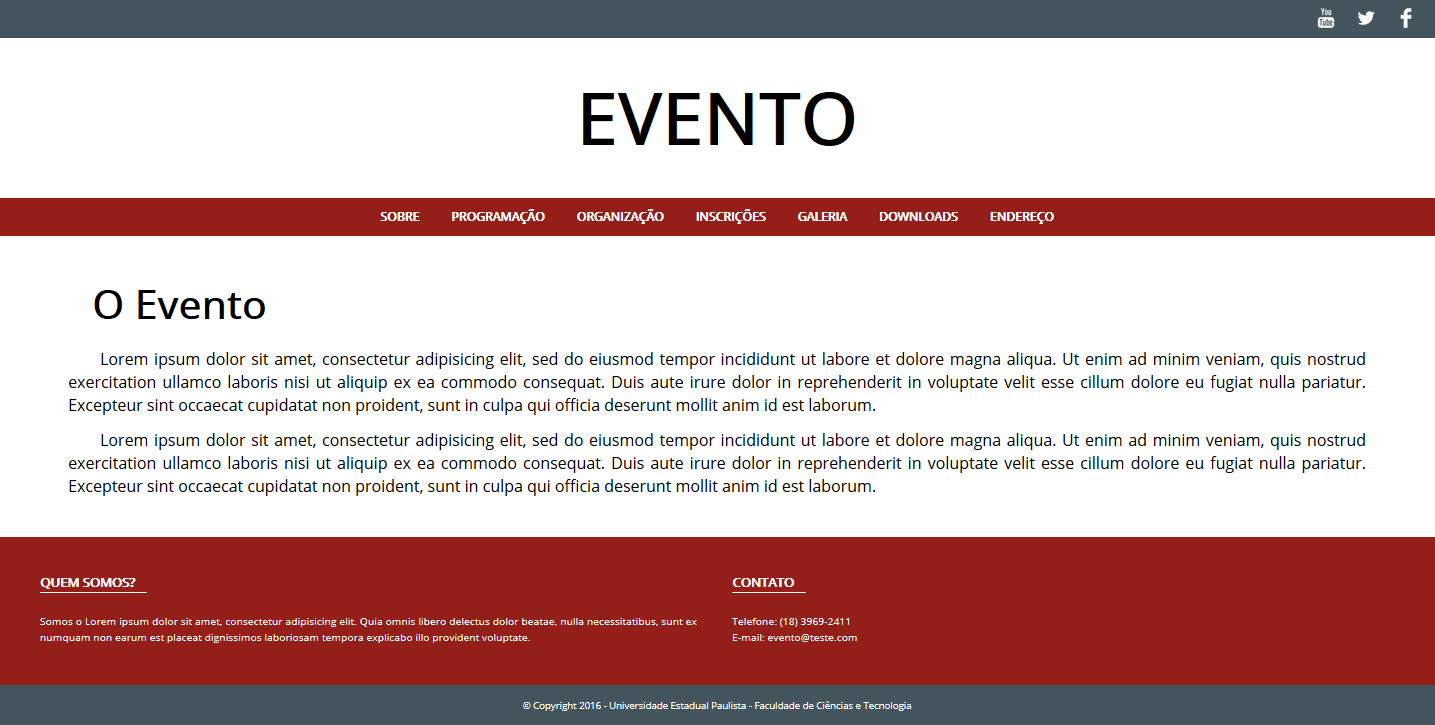 You
Tube
EVENTO
SOBRE PROGRAMAÇÃO ORGANIZAÇÃO INSCRIÇÕES GALERIA DOWNLOADS ENDEREÇO
O Evento
Lorem ipsum dolor sit amet, consectetur adipisicing elit, sed do eiusmod tempor incididunt ut labore et dolore magna aliqua. Ut enim ad minim veniam, quis nostrud
exercitation ullamco laboris nisi ut aliquip ex ea commodo consequat. Duis aute irure dolor in reprehenderit in voluptate velit esse cillum dolore eu fugiat nulla pariatur.
Excepteur sint occaecat cupidatat non proident, sunt in culpa qui officia deserunt mollit anim id est laborum.
Lorem ipsum dolor sit amet, consectetur adipisicing elit, sed do eiusmod tempor incididunt ut labore et dolore magna aliqua. Ut enim ad minim veniam, quis nostrud
exercitation ullamco laboris nisi ut aliquip ex ea commodo consequat. Duis aute irure dolor in reprehenderit in voluptate velit esse cillum dolore eu fugiat nulla pariatur.
Excepteur sint occaecat cupidatat non proident, sunt in culpa qui officia deserunt mollit anim id est laborum.
QUEM SOMOS?
Somos o Lorem ipsum dolor sit amet, consectetur adipisicing elit. Quia omnis libero delectus dolor beatae, nulla necessitatibus, sunt ex
numquam non earum est placeat dignissimos laboriosam tempora explicabo illo provident voluptate.
CONTATO
Telefone: (18) 3969-2411
E-mail: evento@teste.com
© Copyright 2016 - Universidade Estadual Paulista - Faculdade de Ciências e Tecnologia